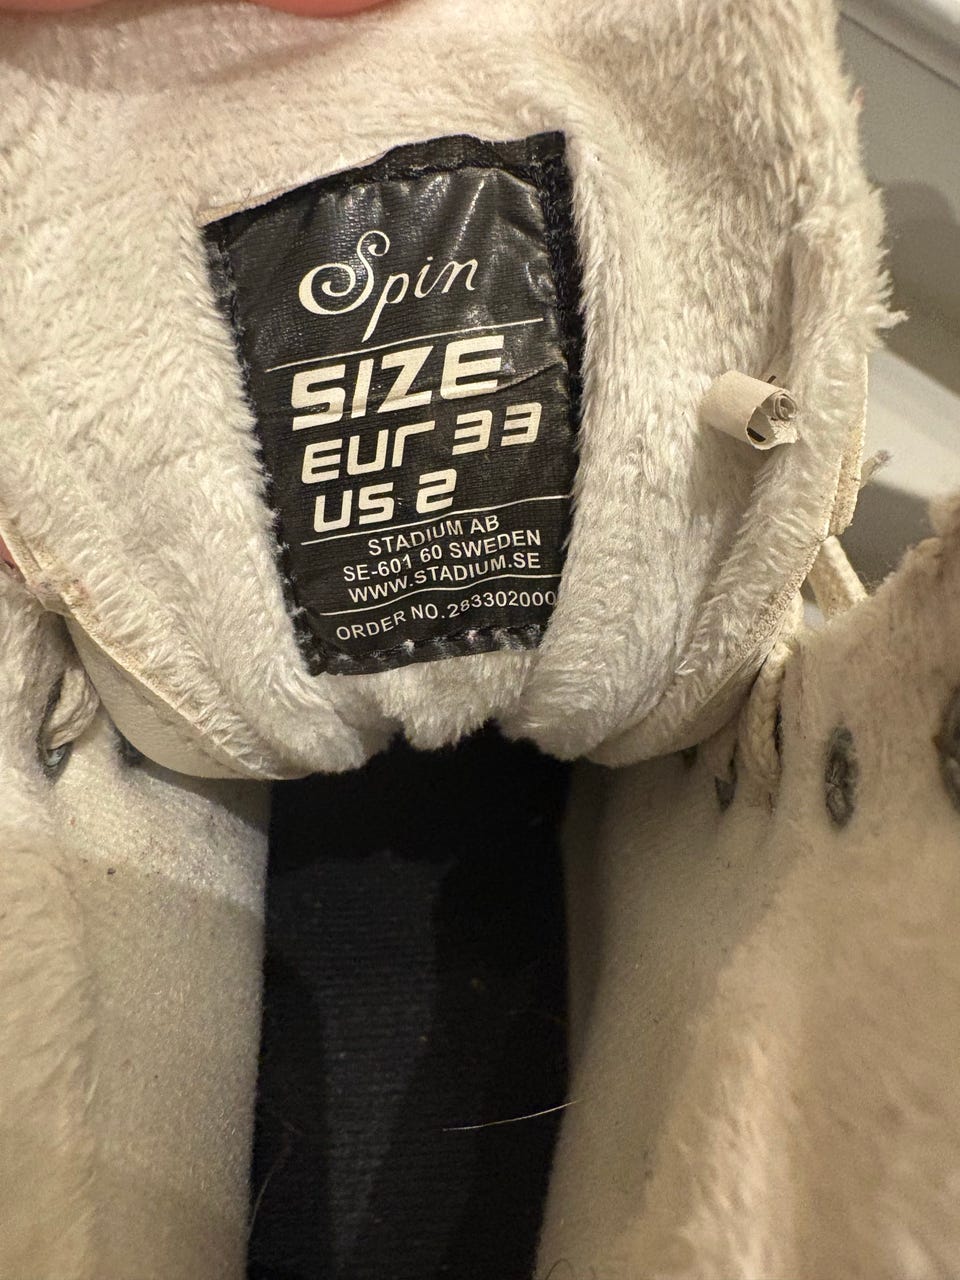 Spin
SIZE
EUR 33
US 2
STADIUM AB
SE-601 60 SWEDEN
WWW.STADIUM.SE
ORDER NO.283302000